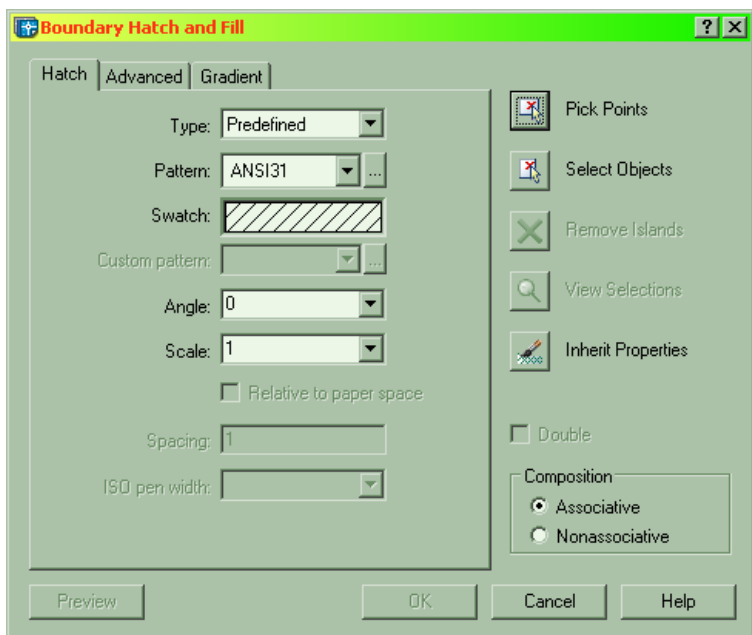 Boundary Hatch and Fill
Hatch Advanced Gradient
Type: Predefined
Pattern: ANSI31 ...
Swatch:
Custom pattern: ...
Angle: 0
Scale: 1
Relative to paper space
Spacing: 1
ISO pen width:
Pick Points
Select Objects
Remove Islands
View Selections
Inherit Properties
Double
Composition
Associative
Nonassociative
Preview OK Cancel Help